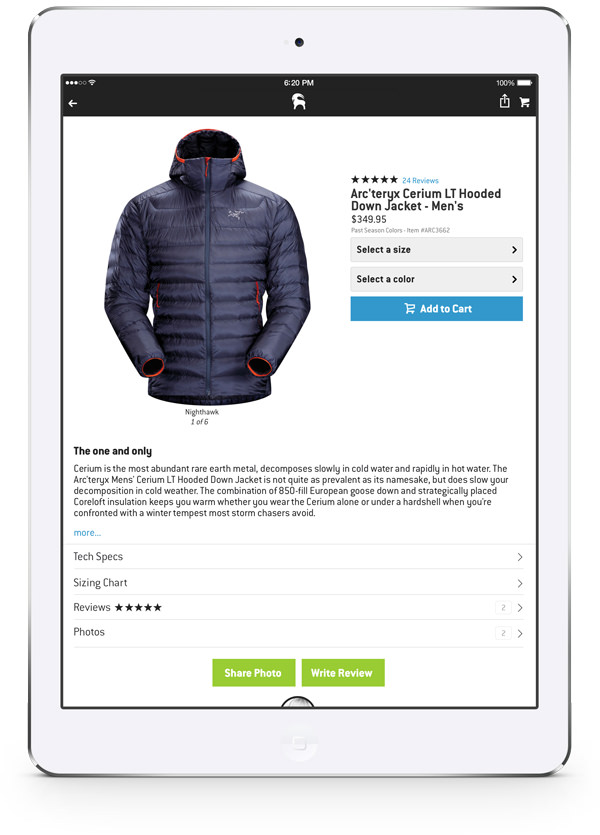 6:20 PM
100%
24 Reviews
Arc'teryx Cerium LT Hooded
Down Jacket - Men's
$349.95
Past Season Colors - Item #ARC3662
Select a size
Select a color
Add to Cart
Nighthawk
1 of 6
The one and only
Cerium is the most abundant rare earth metal, decomposes slowly in cold water and rapidly in hot water. The
Arc'teryx Mens' Cerium LT Hooded Down Jacket is not quite as prevalent as its namesake, but does slow your
decomposition in cold weather. The combination of 850-fill European goose down and strategically placed
Coreloft insulation keeps you warm whether you wear the Cerium alone or under a hardshell when you're
confronted with a winter tempest most storm chasers avoid.
more...
Tech Specs
Sizing Chart
Reviews ★★★★★ 2
Photos 2
Share Photo Write Review